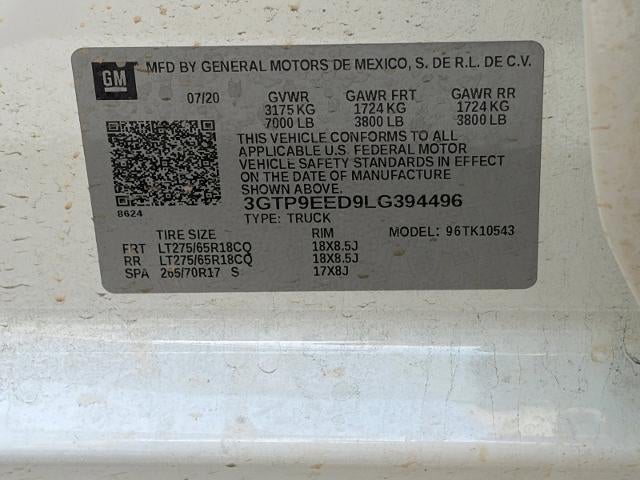 GM
MFD BY GENERAL MOTORS DE MEXICO, S. DE R.L. DE C.V.
07/20 GVWR GAWR FRT GAWR RR
3175 KG 1724 KG 1724 KG
7000 LB 3800 LB 3800 LB
THIS VEHICLE CONFORMS TO ALL
APPLICABLE U.S. FEDERAL MOTOR
VEHICLE SAFETY STANDARDS IN EFFECT
ON THE DATE OF MANUFACTURE
SHOWN ABOVE.
8624 3GTP9EED9LG394496
TYPE: TRUCK
TIRE SIZE RIM MODEL: 96TK10543
FRT LT275/65R18CQ 18X8.5J
RR LT275/65R18CQ 18X8.5J
SPA 265/70R17 S 17X8J